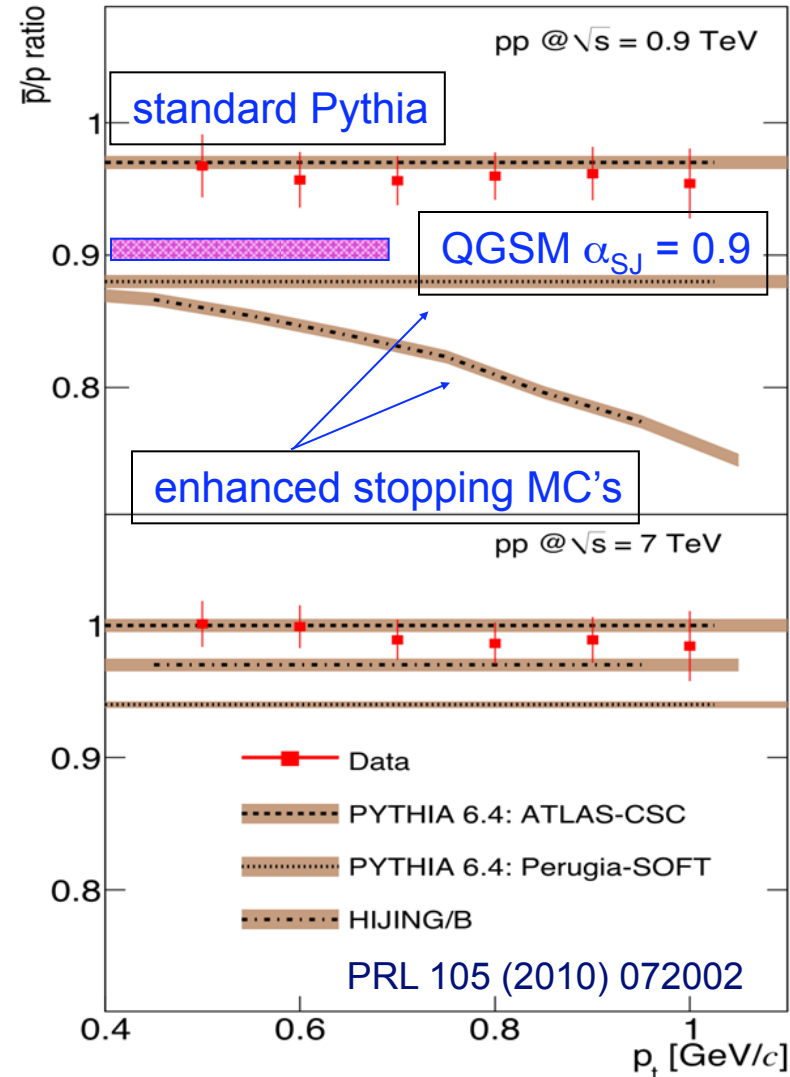 p̅/p ratio
pp @ √s = 0.9 TeV
standard Pythia
1
0.9
QGSM α_SJ = 0.9
0.8
enhanced stopping MC's
pp @ √s = 7 TeV
1
0.9
Data
PYTHIA 6.4: ATLAS-CSC
PYTHIA 6.4: Perugia-SOFT
0.8
HIJING/B
PRL 105 (2010) 072002
0.4 0.6 0.8 1
p_t [GeV/c]